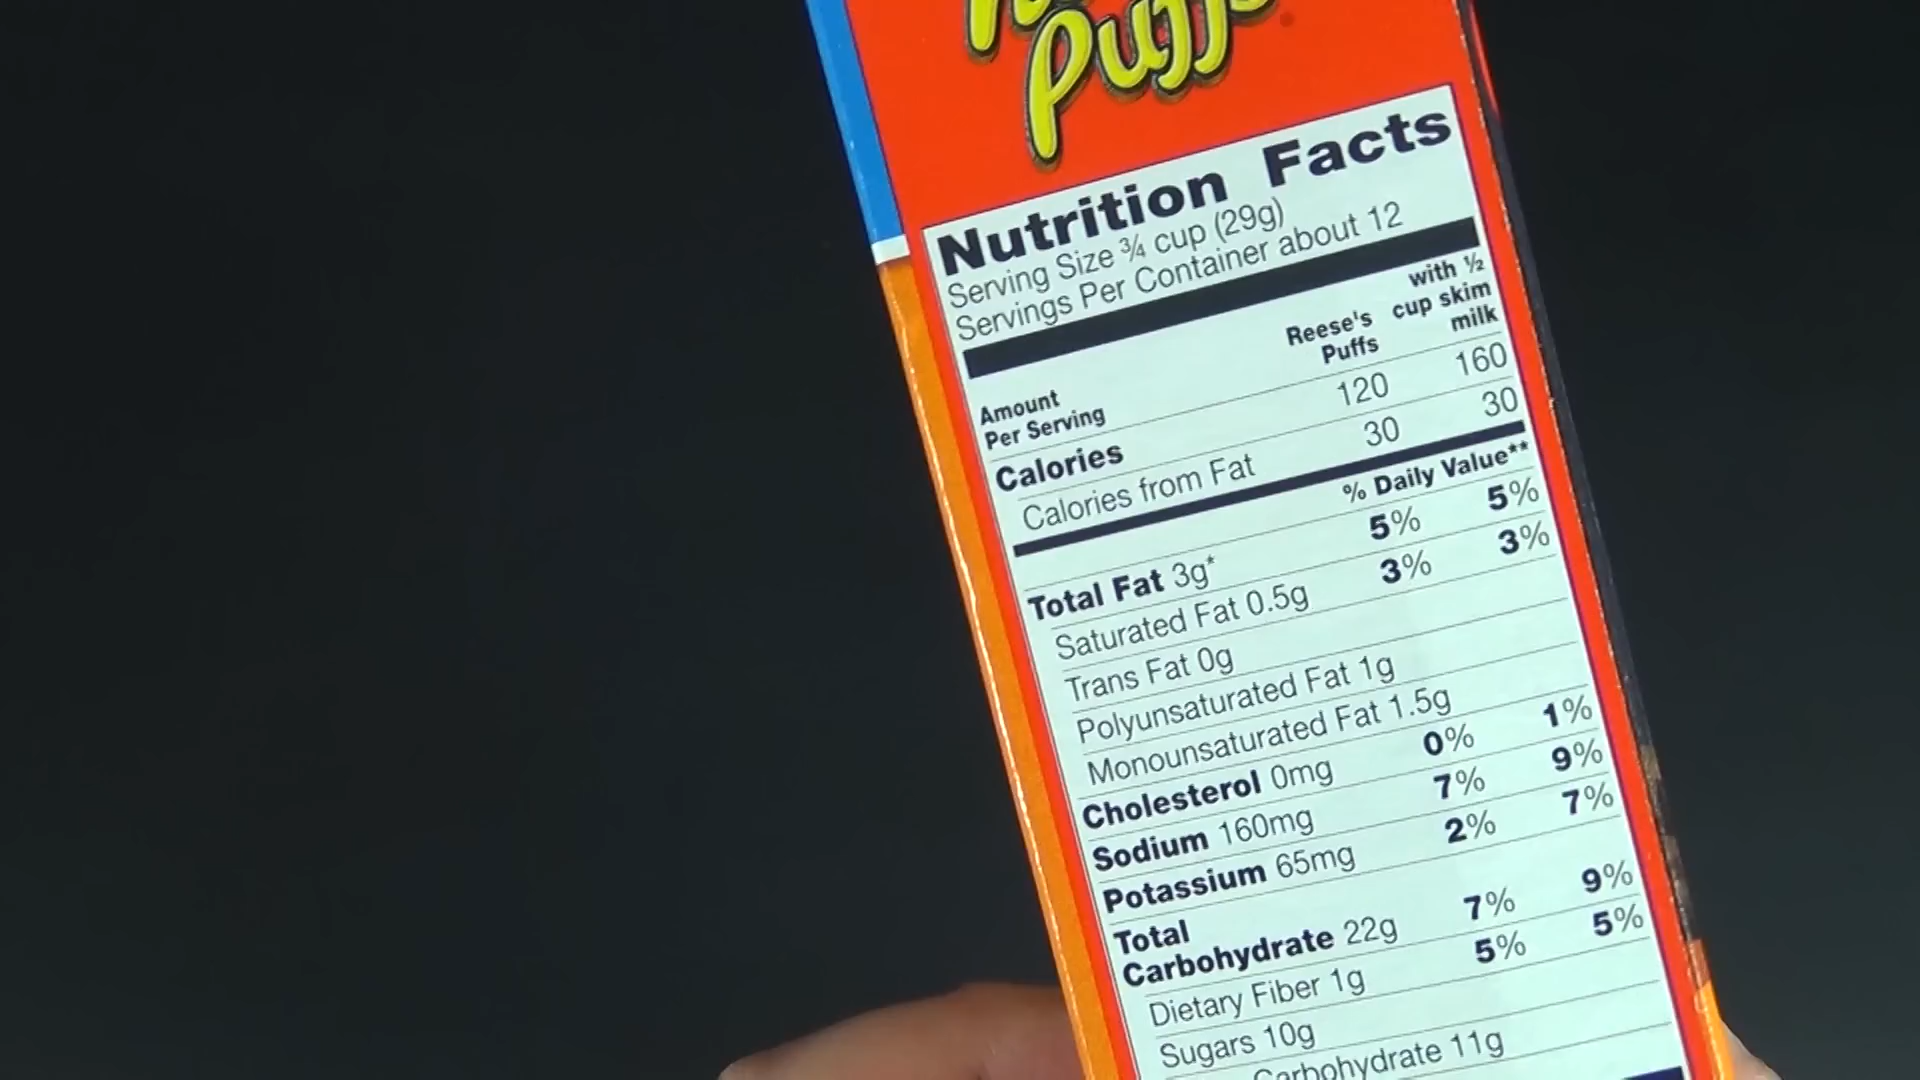 Puffs
Nutrition Facts
Serving Size ¾ cup (29g)
Servings Per Container about 12
Amount Per Serving
Reese's Puffs
with ½ cup skim milk
Calories 120 160
Calories from Fat 30 30
% Daily Value**
Total Fat 3g* 5% 5%
Saturated Fat 0.5g 3% 3%
Trans Fat 0g
Polyunsaturated Fat 1g
Monounsaturated Fat 1.5g
Cholesterol 0mg 0% 1%
Sodium 160mg 7% 9%
Potassium 65mg 2% 7%
Total
Carbohydrate 22g 7% 9%
Dietary Fiber 1g 5% 5%
Sugars 10g
Carbohydrate 11g